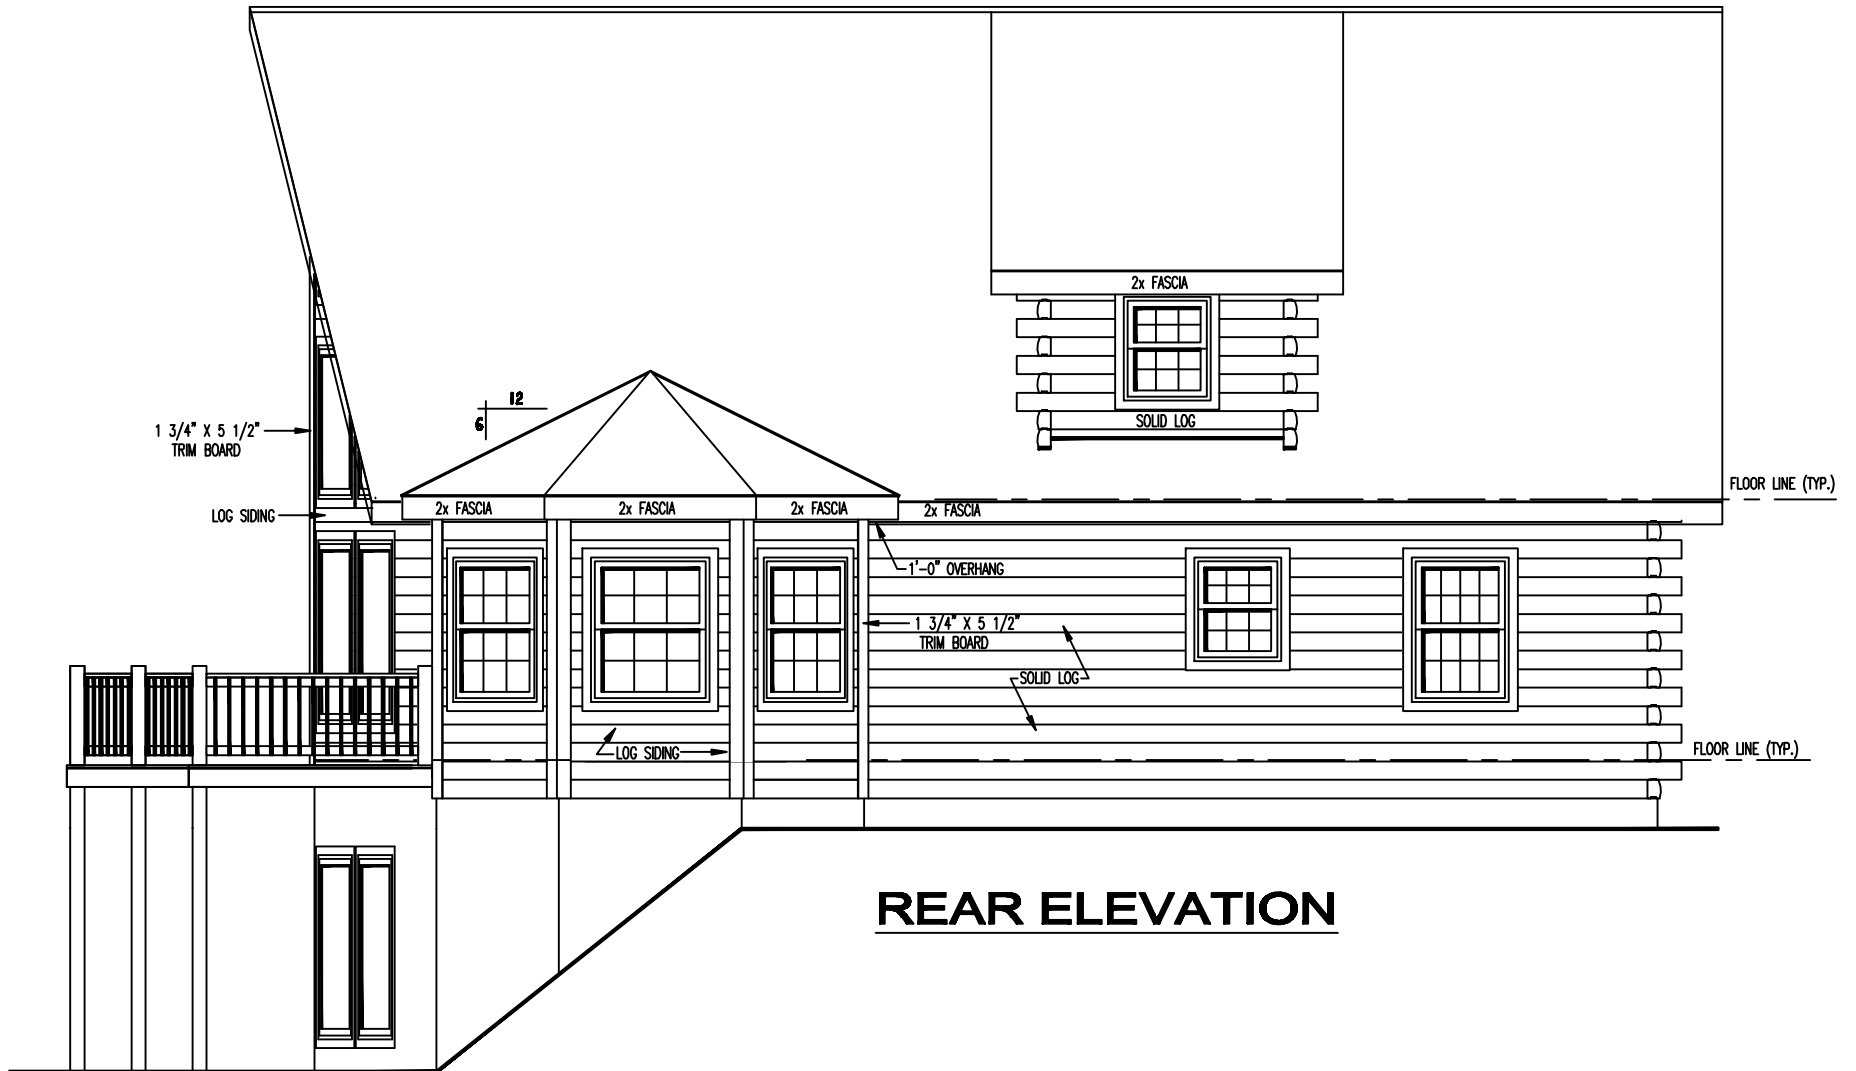 2x FASCIA
12
6
SOLID LOG
1 3/4" X 5 1/2"
TRIM BOARD
FLOOR LINE (TYP.)
LOG SIDING
2x FASCIA
2x FASCIA
2x FASCIA
2x FASCIA
1'-0" OVERHANG
1 3/4" X 5 1/2"
TRIM BOARD
SOLID LOG
LOG SIDING
FLOOR LINE (TYP.)
REAR ELEVATION